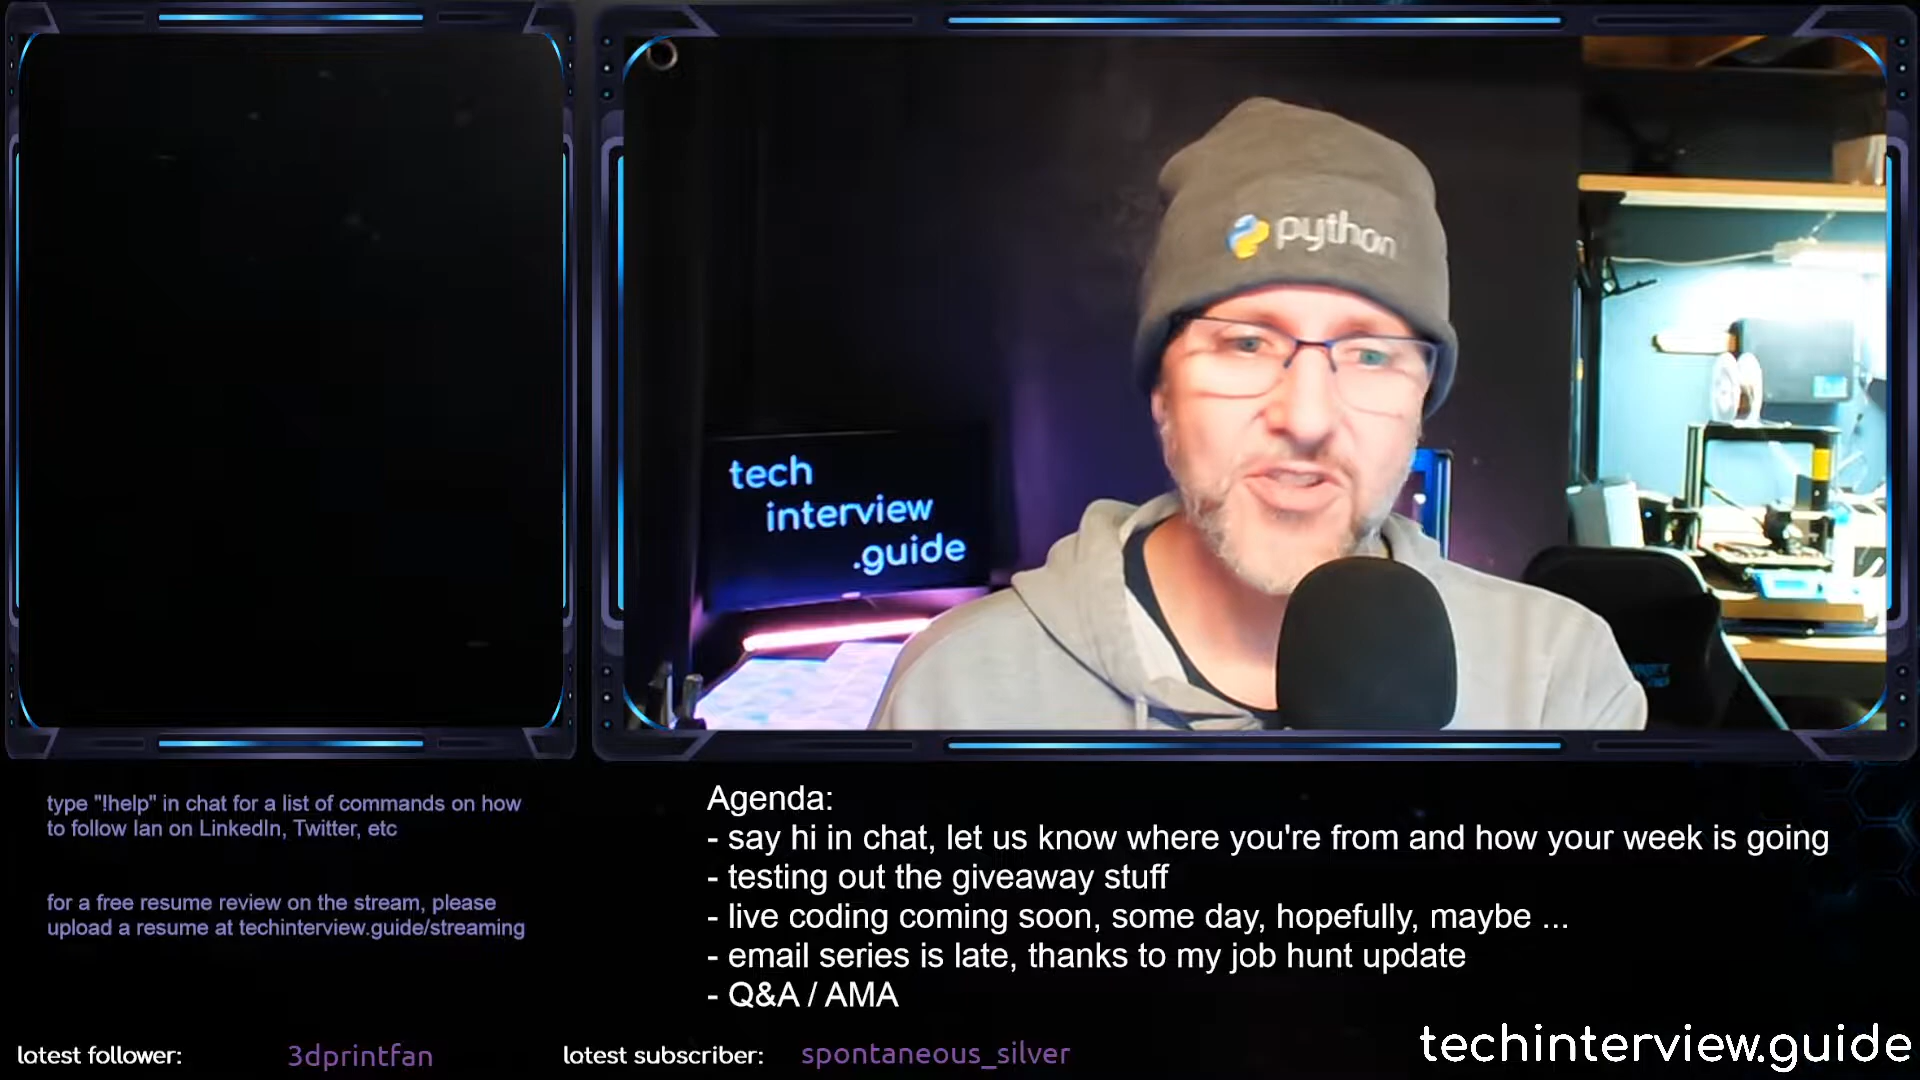 python
tech
interview
.guide
type "!help" in chat for a list of commands on how
to follow Ian on LinkedIn, Twitter, etc
for a free resume review on the stream, please
upload a resume at techinterview.guide/streaming
Agenda:
- say hi in chat, let us know where you're from and how your week is going
- testing out the giveaway stuff
- live coding coming soon, some day, hopefully, maybe ...
- email series is late, thanks to my job hunt update
- Q&A / AMA
latest follower: 3dprintfan
latest subscriber: spontaneous_silver
techinterview.guide